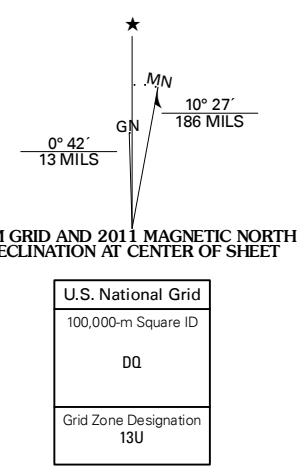 ★
MN
10° 27´
186 MILS
GN
0° 42´
13 MILS
M GRID AND 2011 MAGNETIC NORTH
ECLINATION AT CENTER OF SHEET
U.S. National Grid
100,000-m Square ID
DQ
Grid Zone Designation
13U